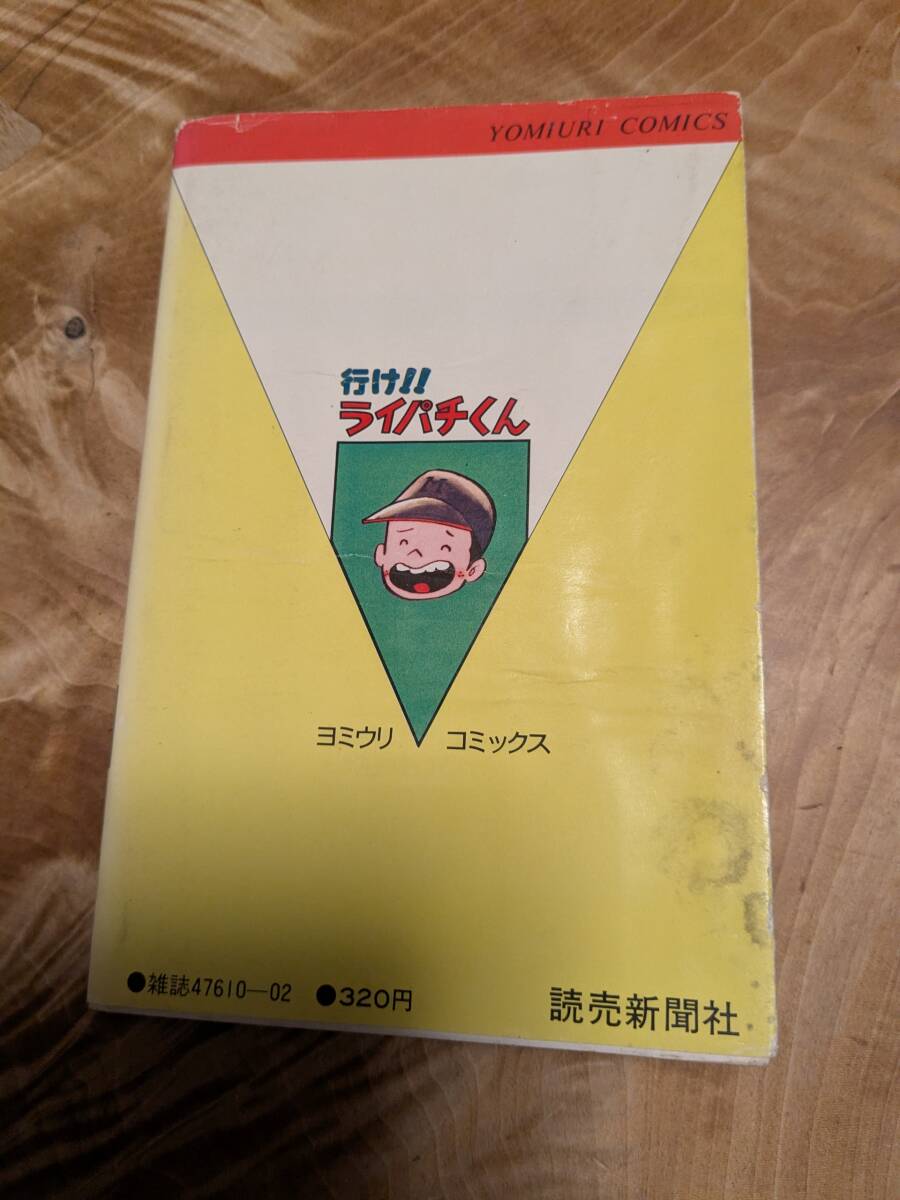 YOMIURI COMICS
行け!!
ライパチくん
ヨミウリ コミックス
●雑誌47610—02 ●320円 読売新聞社